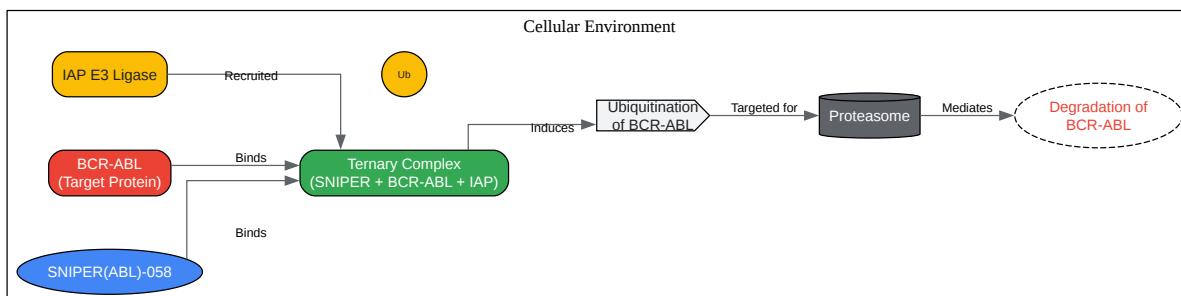 Cellular Environment
IAP E3 Ligase
Recruited
Ub
BCR-ABL
(Target Protein)
Binds
Ternary Complex
(SNIPER + BCR-ABL + IAP)
Induces
Ubiquitination
of BCR-ABL
Targeted for
Proteasome
Mediates
Degradation of
BCR-ABL
Binds
SNIPER(ABL)-058